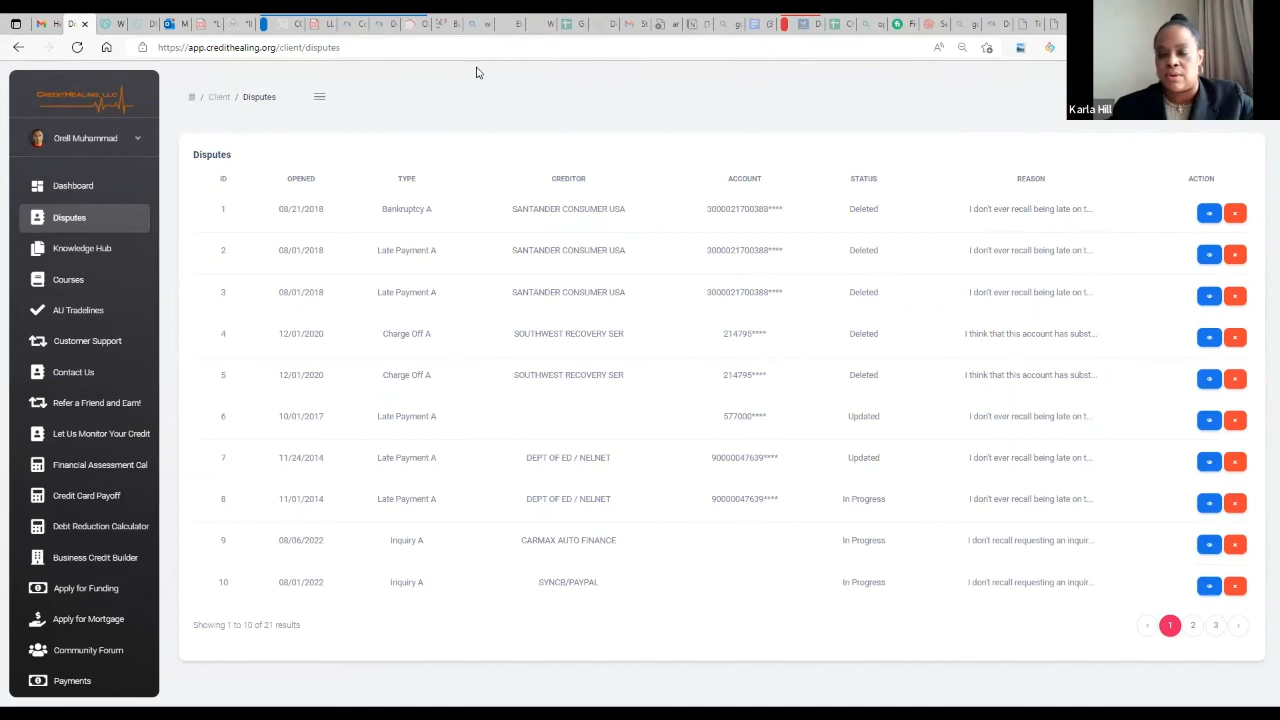 https://app.credithealing.org/client/disputes
Karla Hill
CREDITHEALING, LLC
/ Client / Disputes
Orell Muhammad
Dashboard
Disputes
Knowledge Hub
Courses
AU Tradelines
Customer Support
Contact Us
Refer a Friend and Earn!
Let Us Monitor Your Credit
Financial Assessment Cal
Credit Card Payoff
Debt Reduction Calculator
Business Credit Builder
Apply for Funding
Apply for Mortgage
Community Forum
Payments
Disputes
ID OPENED TYPE CREDITOR ACCOUNT STATUS REASON ACTION
1 08/21/2018 Bankruptcy A SANTANDER CONSUMER USA 3000021700388**** Deleted I don't ever recall being late on t...
2 08/01/2018 Late Payment A SANTANDER CONSUMER USA 3000021700388**** Deleted I don't ever recall being late on t...
3 08/01/2018 Late Payment A SANTANDER CONSUMER USA 3000021700388**** Deleted I don't ever recall being late on t...
4 12/01/2020 Charge Off A SOUTHWEST RECOVERY SER 214795**** Deleted I think that this account has subst...
5 12/01/2020 Charge Off A SOUTHWEST RECOVERY SER 214795**** Deleted I think that this account has subst...
6 10/01/2017 Late Payment A 577000**** Updated I don't ever recall being late on t...
7 11/24/2014 Late Payment A DEPT OF ED / NELNET 90000047639**** Updated I don't ever recall being late on t...
8 11/01/2014 Late Payment A DEPT OF ED / NELNET 90000047639**** In Progress I don't ever recall being late on t...
9 08/06/2022 Inquiry A CARMAX AUTO FINANCE In Progress I don't recall requesting an inquir...
10 08/01/2022 Inquiry A SYNCB/PAYPAL In Progress I don't recall requesting an inquir...
Showing 1 to 10 of 21 results
‹ 1 2 3 ›